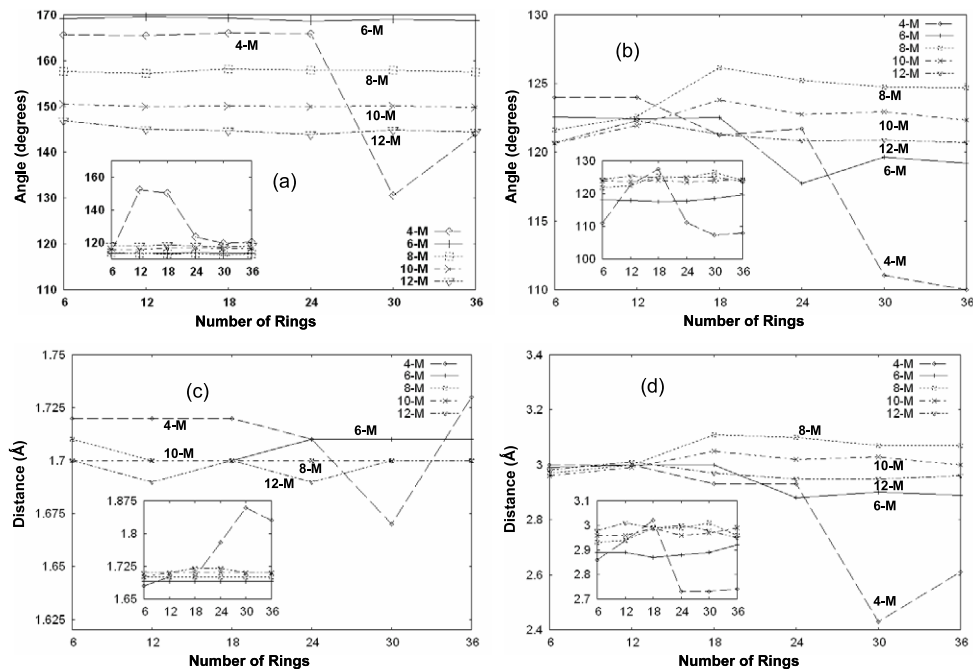 170
160
150
140
130
120
110
Angle (degrees)
6-M
4-M
8-M
10-M
12-M
(a)
160
140
120
6 12 18 24 30 36
4-M
6-M
8-M
10-M
12-M
6 12 18 24 30 36
Number of Rings
130
125
120
115
110
Angle (degrees)
(b)
4-M
6-M
8-M
10-M
12-M
8-M
10-M
12-M
6-M
4-M
130
120
110
100
6 12 18 24 30 36
6 12 18 24 30 36
Number of Rings
1.75
1.725
1.7
1.675
1.65
1.625
Distance (Å)
(c)
4-M
6-M
8-M
10-M
12-M
4-M
6-M
10-M
8-M
12-M
1.875
1.8
1.725
1.65
6 12 18 24 30 36
6 12 18 24 30 36
Number of Rings
3.4
3.2
3
2.8
2.6
2.4
Distance (Å)
(d)
4-M
6-M
8-M
10-M
12-M
8-M
10-M
12-M
6-M
4-M
3.1
3
2.9
2.8
2.7
6 12 18 24 30 36
6 12 18 24 30 36
Number of Rings